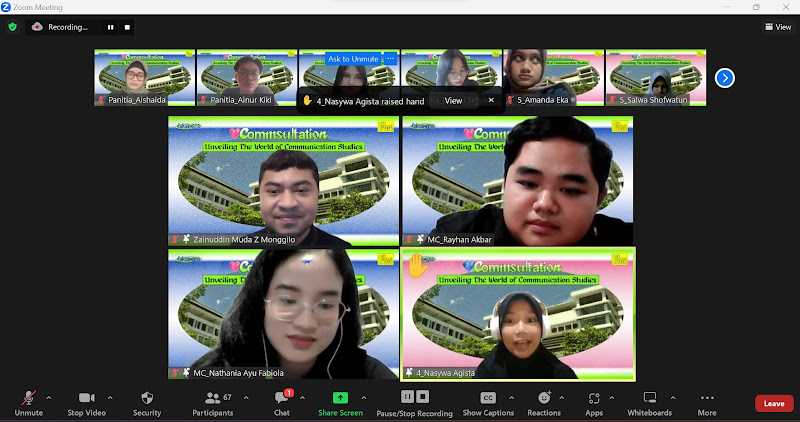 Zoom Meeting
Recording...
View
Ask to Unmute
Panitia_Aishalda
Panitia_Ainur Kiki
4_Nasywa Agista raised hand
View
5_Amanda Eka
5_Salwa Shofwatun
Commsultation
Unveiling The World of Communication Studies
Zainuddin Muda Z Monggilo
Commsultation
Unveiling The World of Communication Studies
MC_Rayhan Akbar
Commsultation
Unveiling The World of Communication Studies
MC_Nathania Ayu Fabiola
Commsultation
Unveiling The World of Communication Studies
4_Nasywa Agista
Unmute
Stop Video
Security
67
Participants
1
Chat
Share Screen
Pause/Stop Recording
CC
Show Captions
Reactions
Apps
Whiteboards
More
Leave